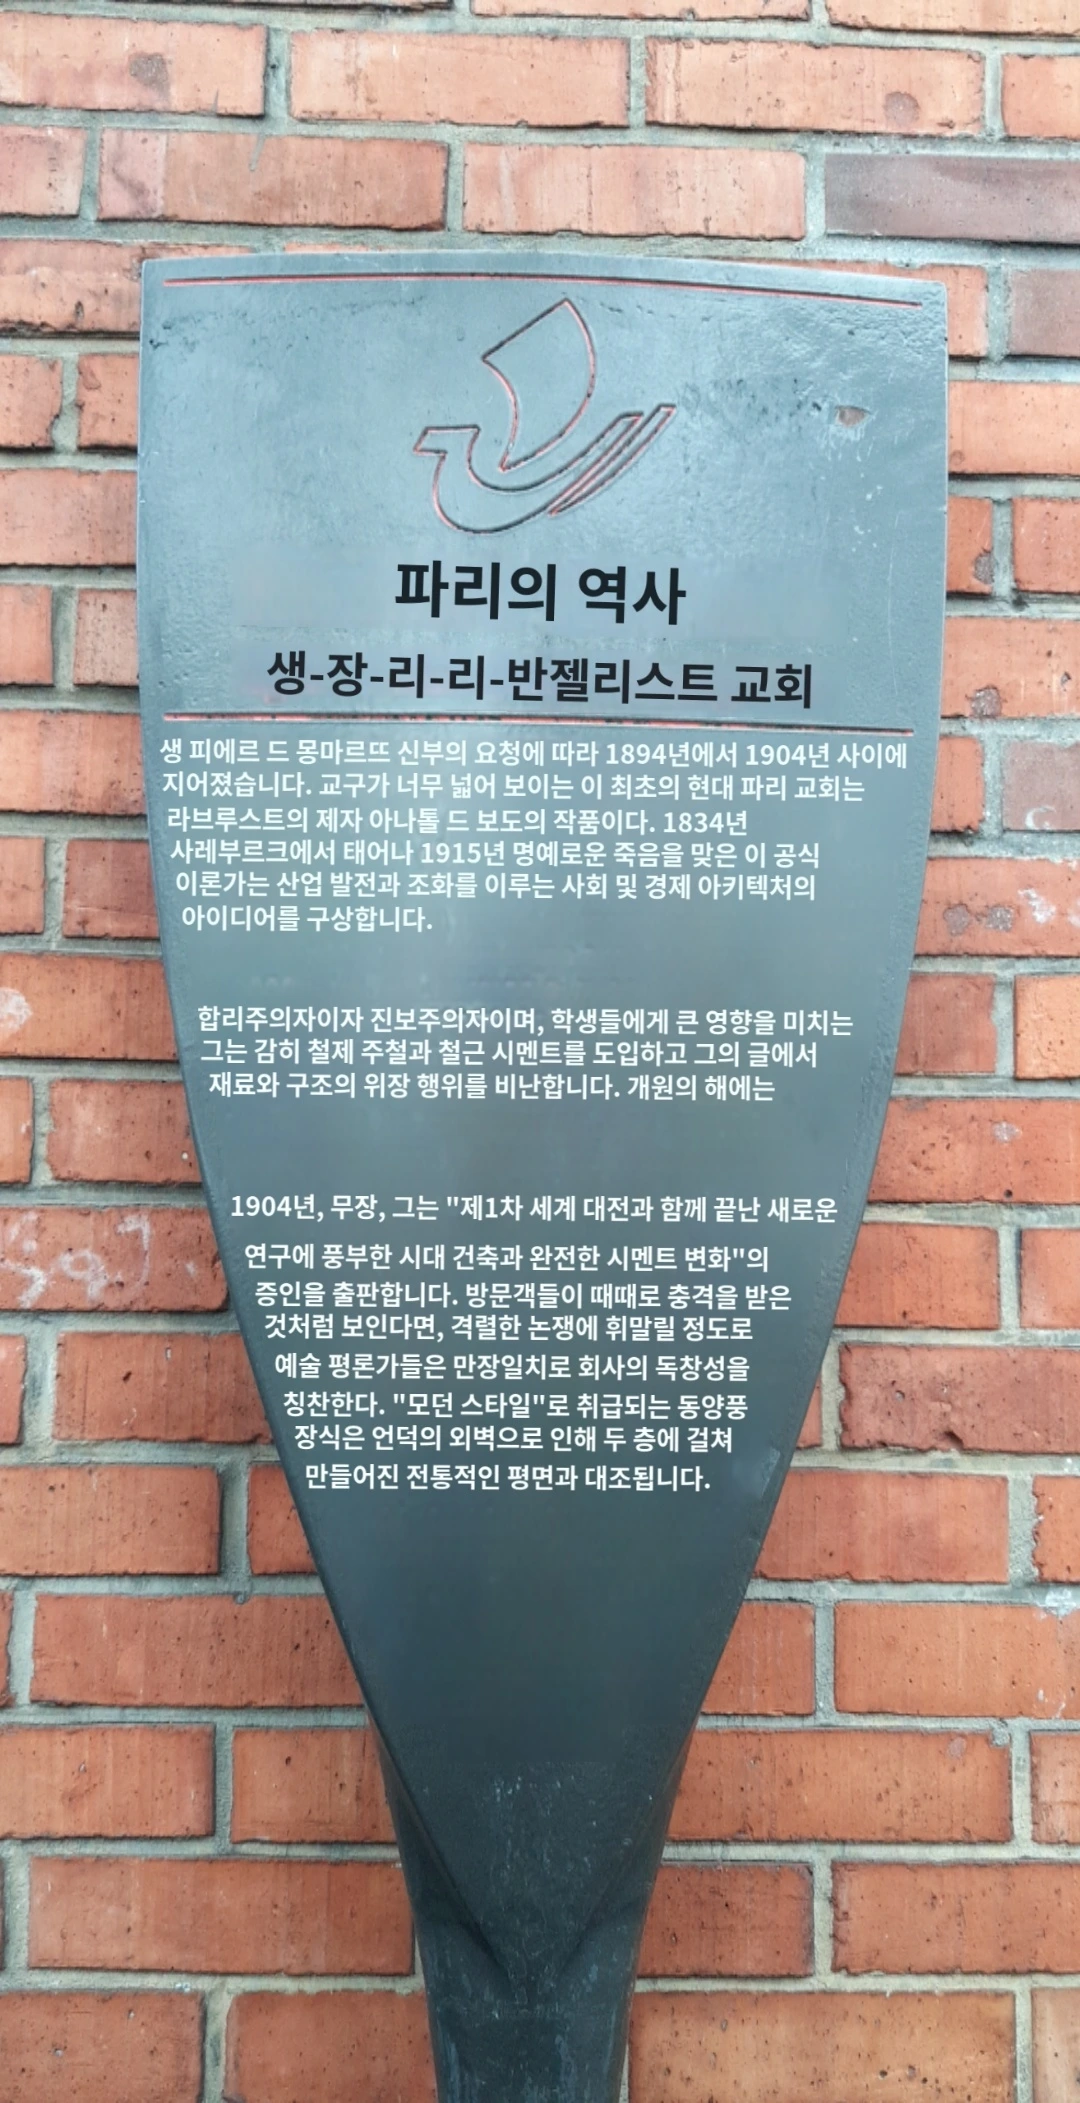 파리의 역사
생-장-리-리-반젤리스트 교회
생 피에르 드 몽마르뜨 신부의 요청에 따라 1894년에서 1904년 사이에
지어졌습니다. 교구가 너무 넓어 보이는 이 최초의 현대 파리 교회는
라브루스트의 제자 아나톨 드 보도의 작품이다. 1834년
사레부르크에서 태어나 1915년 명예로운 죽음을 맞은 이 공식
이론가는 산업 발전과 조화를 이루는 사회 및 경제 아키텍처의
아이디어를 구상합니다.
합리주의자이자 진보주의자이며, 학생들에게 큰 영향을 미치는
그는 감히 철제 주철과 철근 시멘트를 도입하고 그의 글에서
재료와 구조의 위장 행위를 비난합니다. 개원의 해에는
1904년, 무장, 그는 "제1차 세계 대전과 함께 끝난 새로운
연구에 풍부한 시대 건축과 완전한 시멘트 변화"의
증인을 출판합니다. 방문객들이 때때로 충격을 받은
것처럼 보인다면, 격렬한 논쟁에 휘말릴 정도로
예술 평론가들은 만장일치로 회사의 독창성을
칭찬한다. "모던 스타일"로 취급되는 동양풍
장식은 언덕의 외벽으로 인해 두 층에 걸쳐
만들어진 전통적인 평면과 대조됩니다.